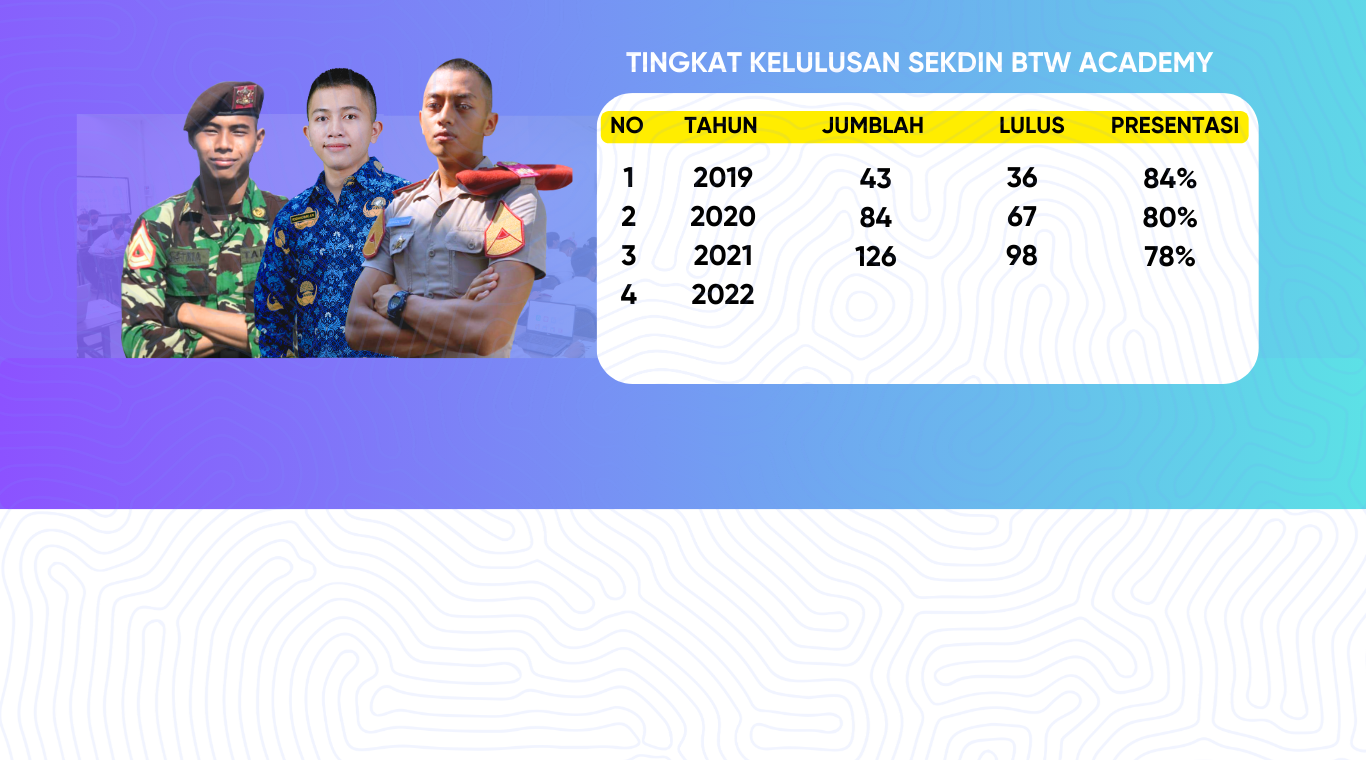 TINGKAT KELULUSAN SEKDIN BTW ACADEMY
NO TAHUN JUMBLAH LULUS PRESENTASI
1 2019 43 36 84%
2 2020 84 67 80%
3 2021 126 98 78%
4 2022